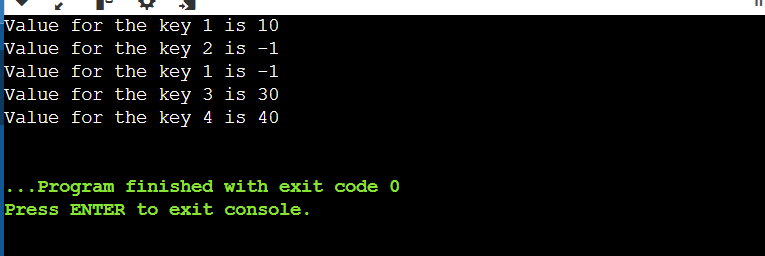 Value for the key 1 is 10
Value for the key 2 is -1
Value for the key 1 is -1
Value for the key 3 is 30
Value for the key 4 is 40
...Program finished with exit code 0
Press ENTER to exit console.